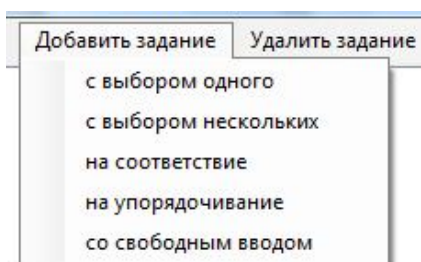 Добавить задание Удалить задание
с выбором одного
с выбором нескольких
на соответствие
на упорядочивание
со свободным вводом